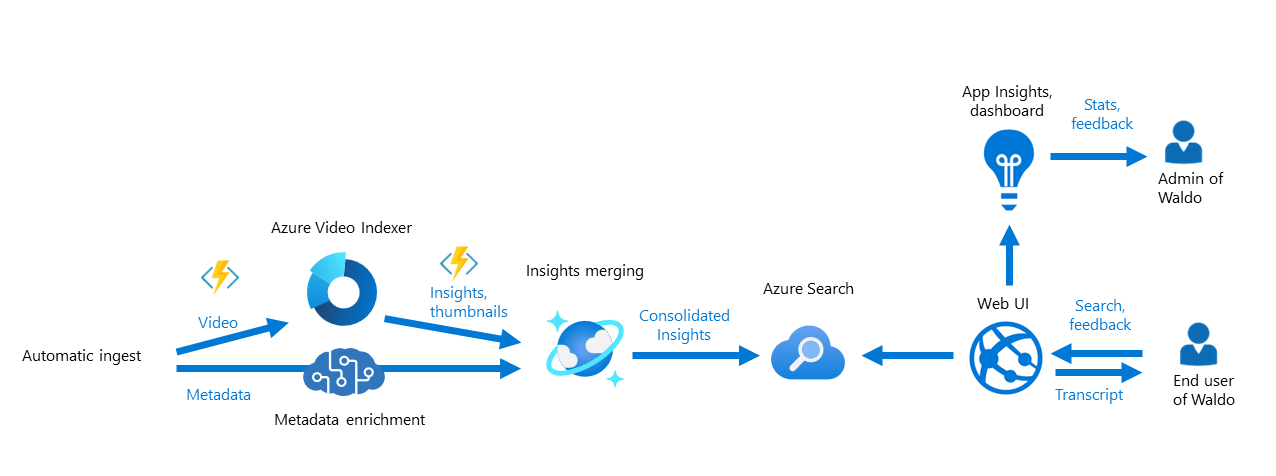 App Insights,
dashboard
Stats,
feedback
Admin of
Waldo
Azure Video Indexer
Insights,
thumbnails
Insights merging
Video
Automatic ingest
Metadata
Metadata enrichment
Consolidated
Insights
Azure Search
Web UI
Search,
feedback
Transcript
End user
of Waldo